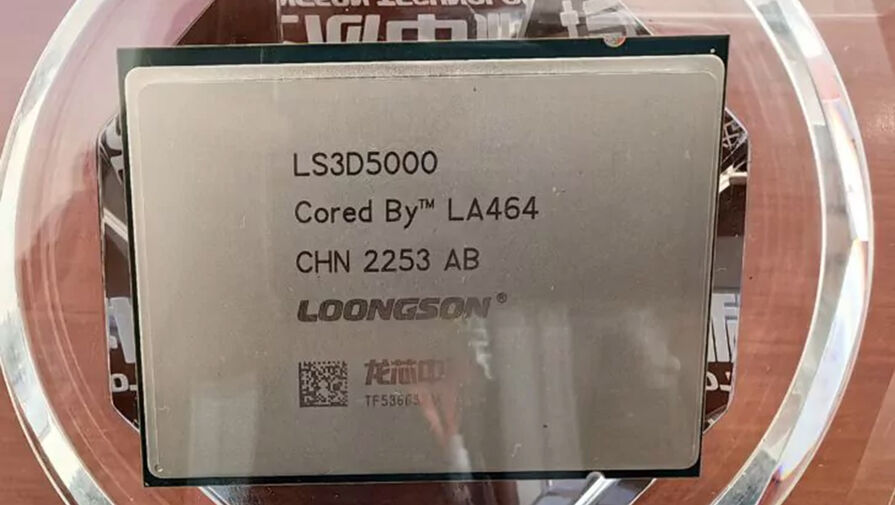 LS3D5000
Cored By™ LA464
CHN 2253 AB
LOONGSON®
龙芯中